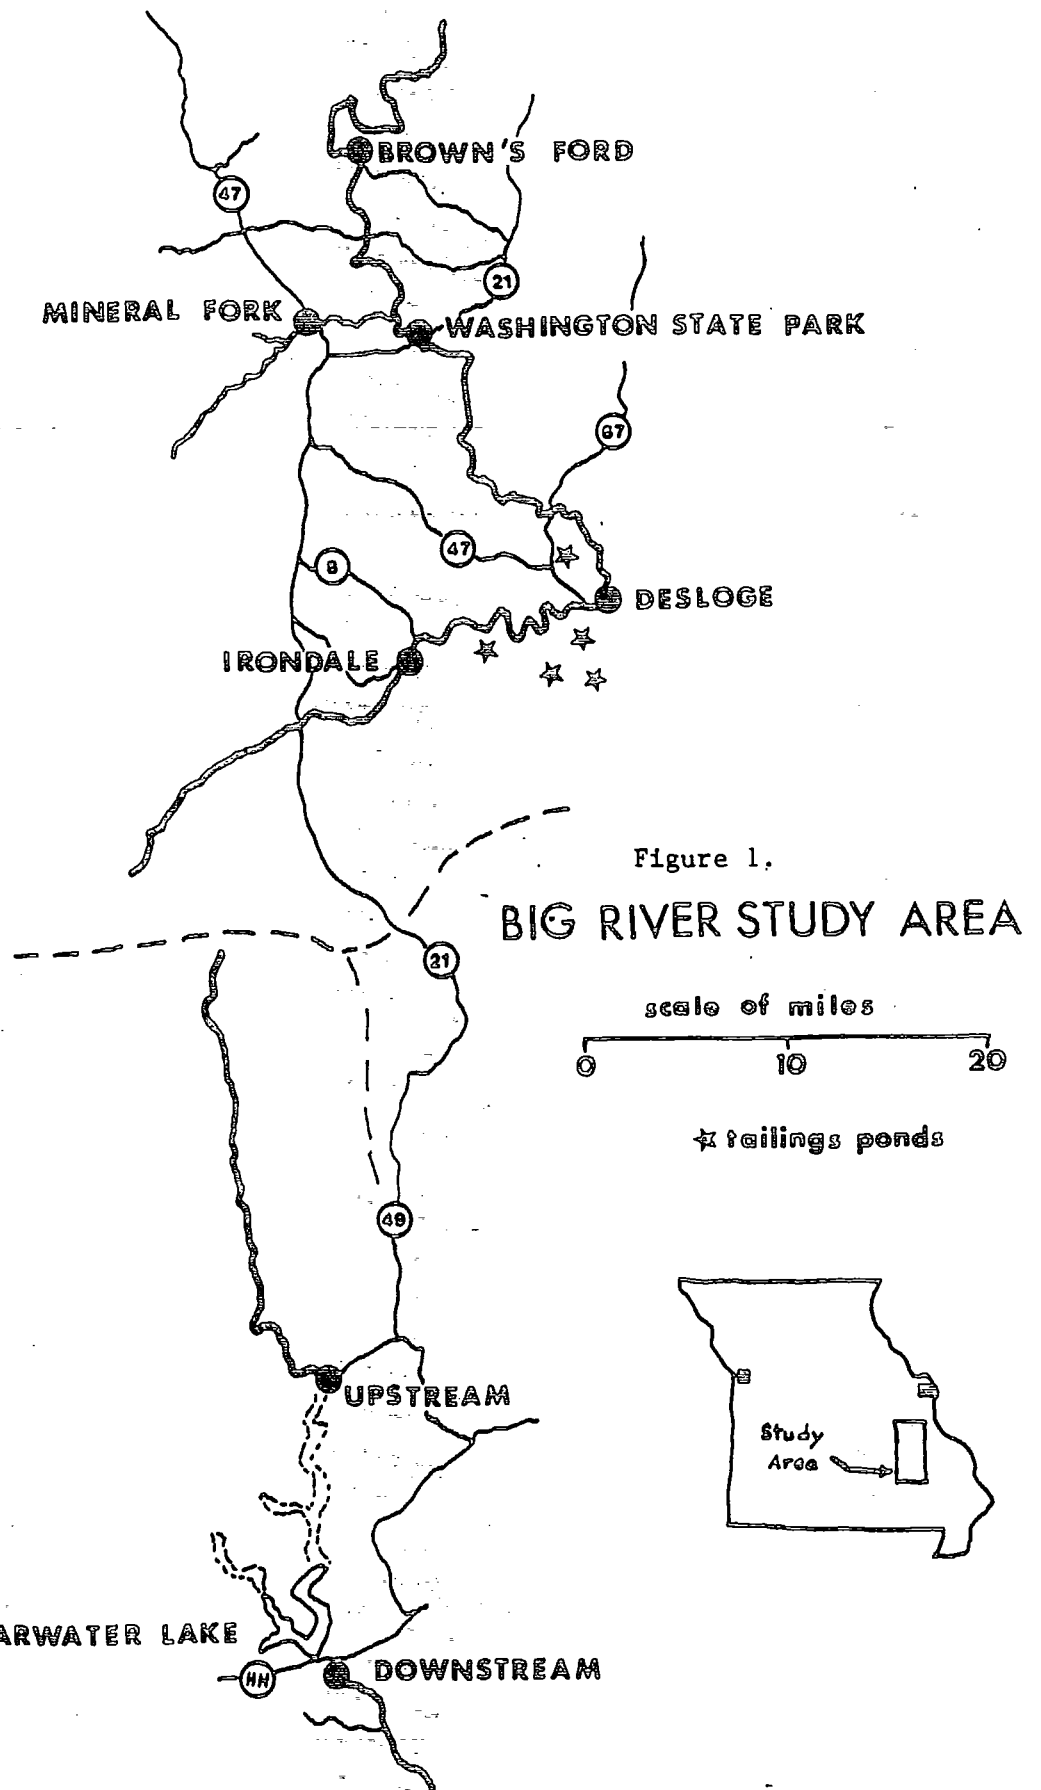 BROWN'S FORD
47
21
MINERAL FORK
WASHINGTON STATE PARK
67
47
8
DESLOGE
IRONDALE
Figure 1.
BIG RIVER STUDY AREA
21
scale of miles
0 10 20
tailings ponds
49
UPSTREAM
Study
Area
ARWATER LAKE
HH
DOWNSTREAM